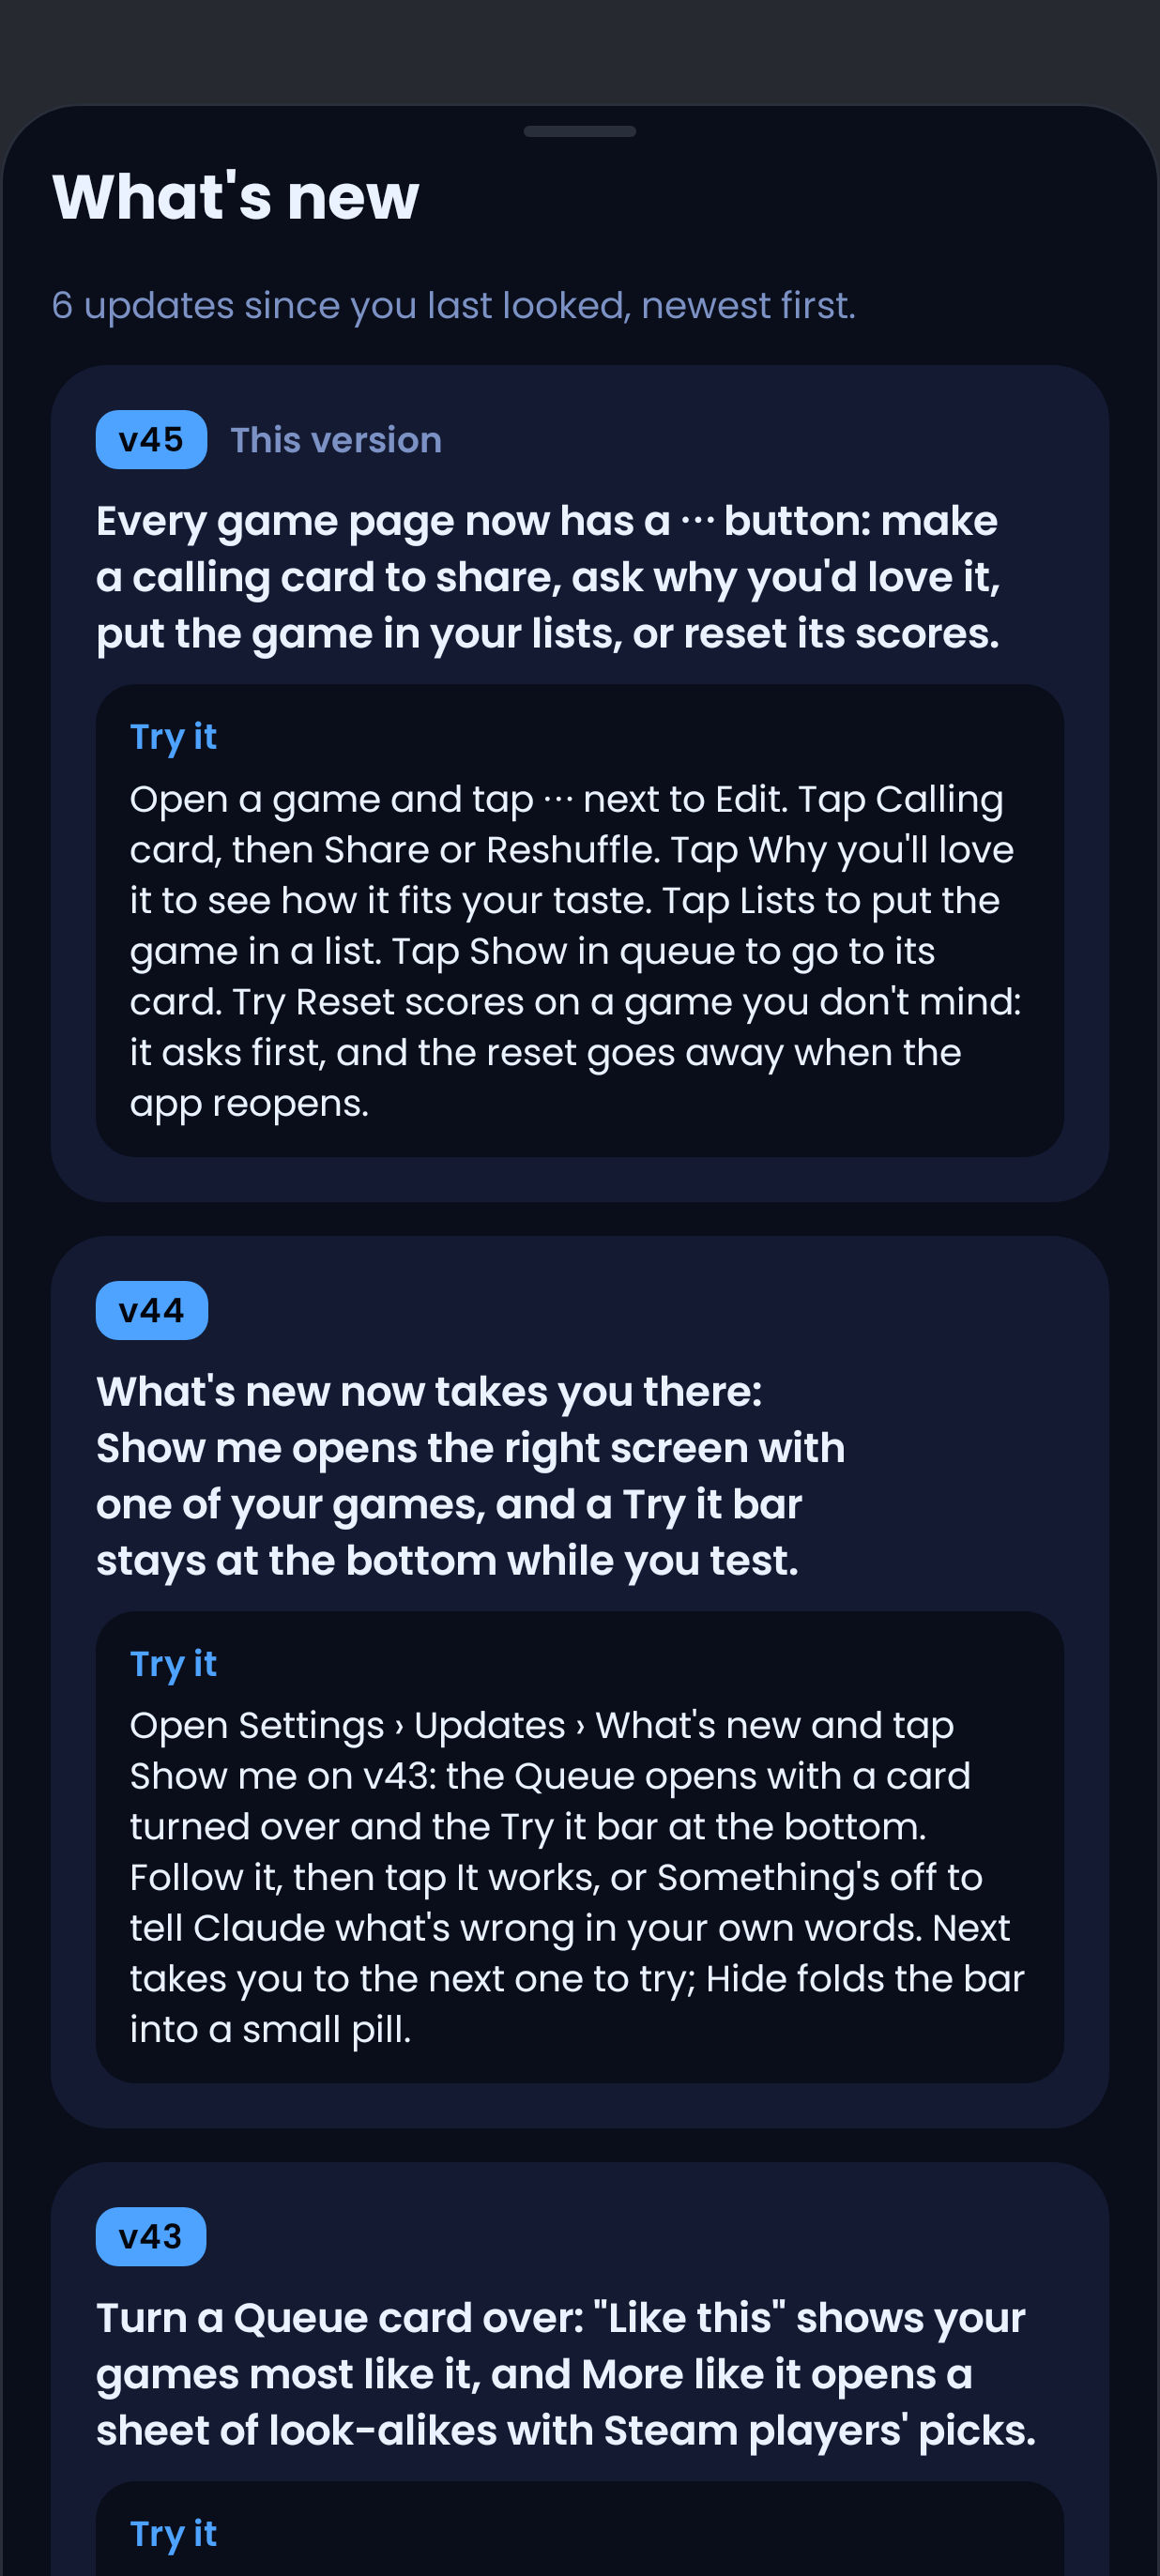 What's new
6 updates since you last looked, newest first.
v45 This version
Every game page now has a ··· button: make
a calling card to share, ask why you'd love it,
put the game in your lists, or reset its scores.
Try it
Open a game and tap ··· next to Edit. Tap Calling
card, then Share or Reshuffle. Tap Why you'll love
it to see how it fits your taste. Tap Lists to put the
game in a list. Tap Show in queue to go to its
card. Try Reset scores on a game you don't mind:
it asks first, and the reset goes away when the
app reopens.
v44
What's new now takes you there:
Show me opens the right screen with
one of your games, and a Try it bar
stays at the bottom while you test.
Try it
Open Settings › Updates › What's new and tap
Show me on v43: the Queue opens with a card
turned over and the Try it bar at the bottom.
Follow it, then tap It works, or Something's off to
tell Claude what's wrong in your own words. Next
takes you to the next one to try; Hide folds the bar
into a small pill.
v43
Turn a Queue card over: "Like this" shows your
games most like it, and More like it opens a
sheet of look-alikes with Steam players' picks.
Try it